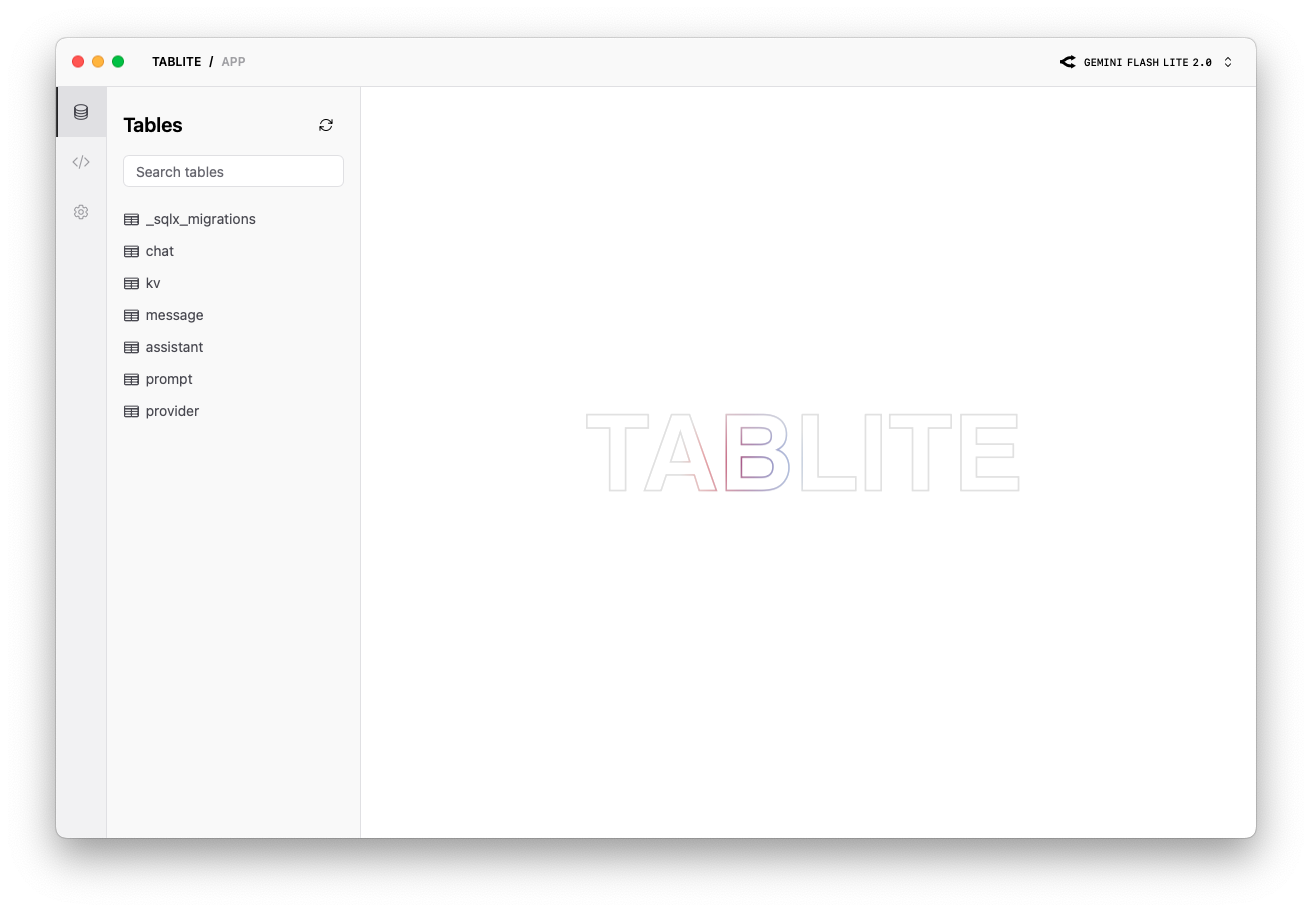 TABLITE / APP
GEMINI FLASH LITE 2.0
Tables
Search tables
_sqlx_migrations
chat
kv
message
assistant
prompt
provider
TABLITE